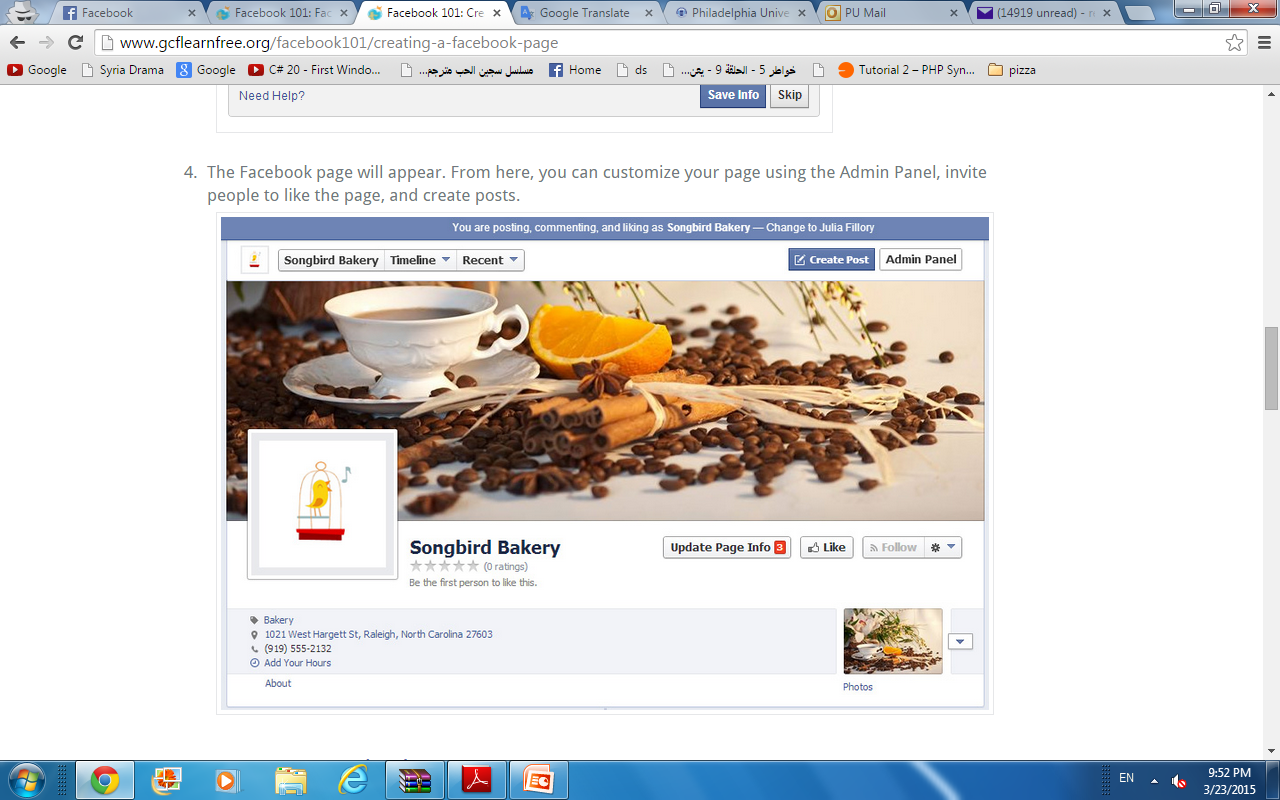 Facebook
Facebook 101: Fac
Facebook 101: Cre
Google Translate
Philadelphia Unive
PU Mail
(14919 unread) - n
www.gcflearnfree.org/facebook101/creating-a-facebook-page
Google
Syria Drama
Google
C# 20 - First Windo...
مسلسل سجين الحب مترجم...
Home
ds
خواطر 5 - الحلقة 9 - يعن...
Tutorial 2 – PHP Syn...
pizza
Need Help?
Save Info
Skip
4. The Facebook page will appear. From here, you can customize your page using the Admin Panel, invite
people to like the page, and create posts.
You are posting, commenting, and liking as Songbird Bakery — Change to Julia Fillory
Songbird Bakery
Timeline
Recent
Create Post
Admin Panel
Songbird Bakery
Update Page Info 3
Like
Follow
(0 ratings)
Be the first person to like this.
Bakery
1021 West Hargett St, Raleigh, North Carolina 27603
(919) 555-2132
Add Your Hours
About
Photos
EN
9:52 PM
3/23/2015